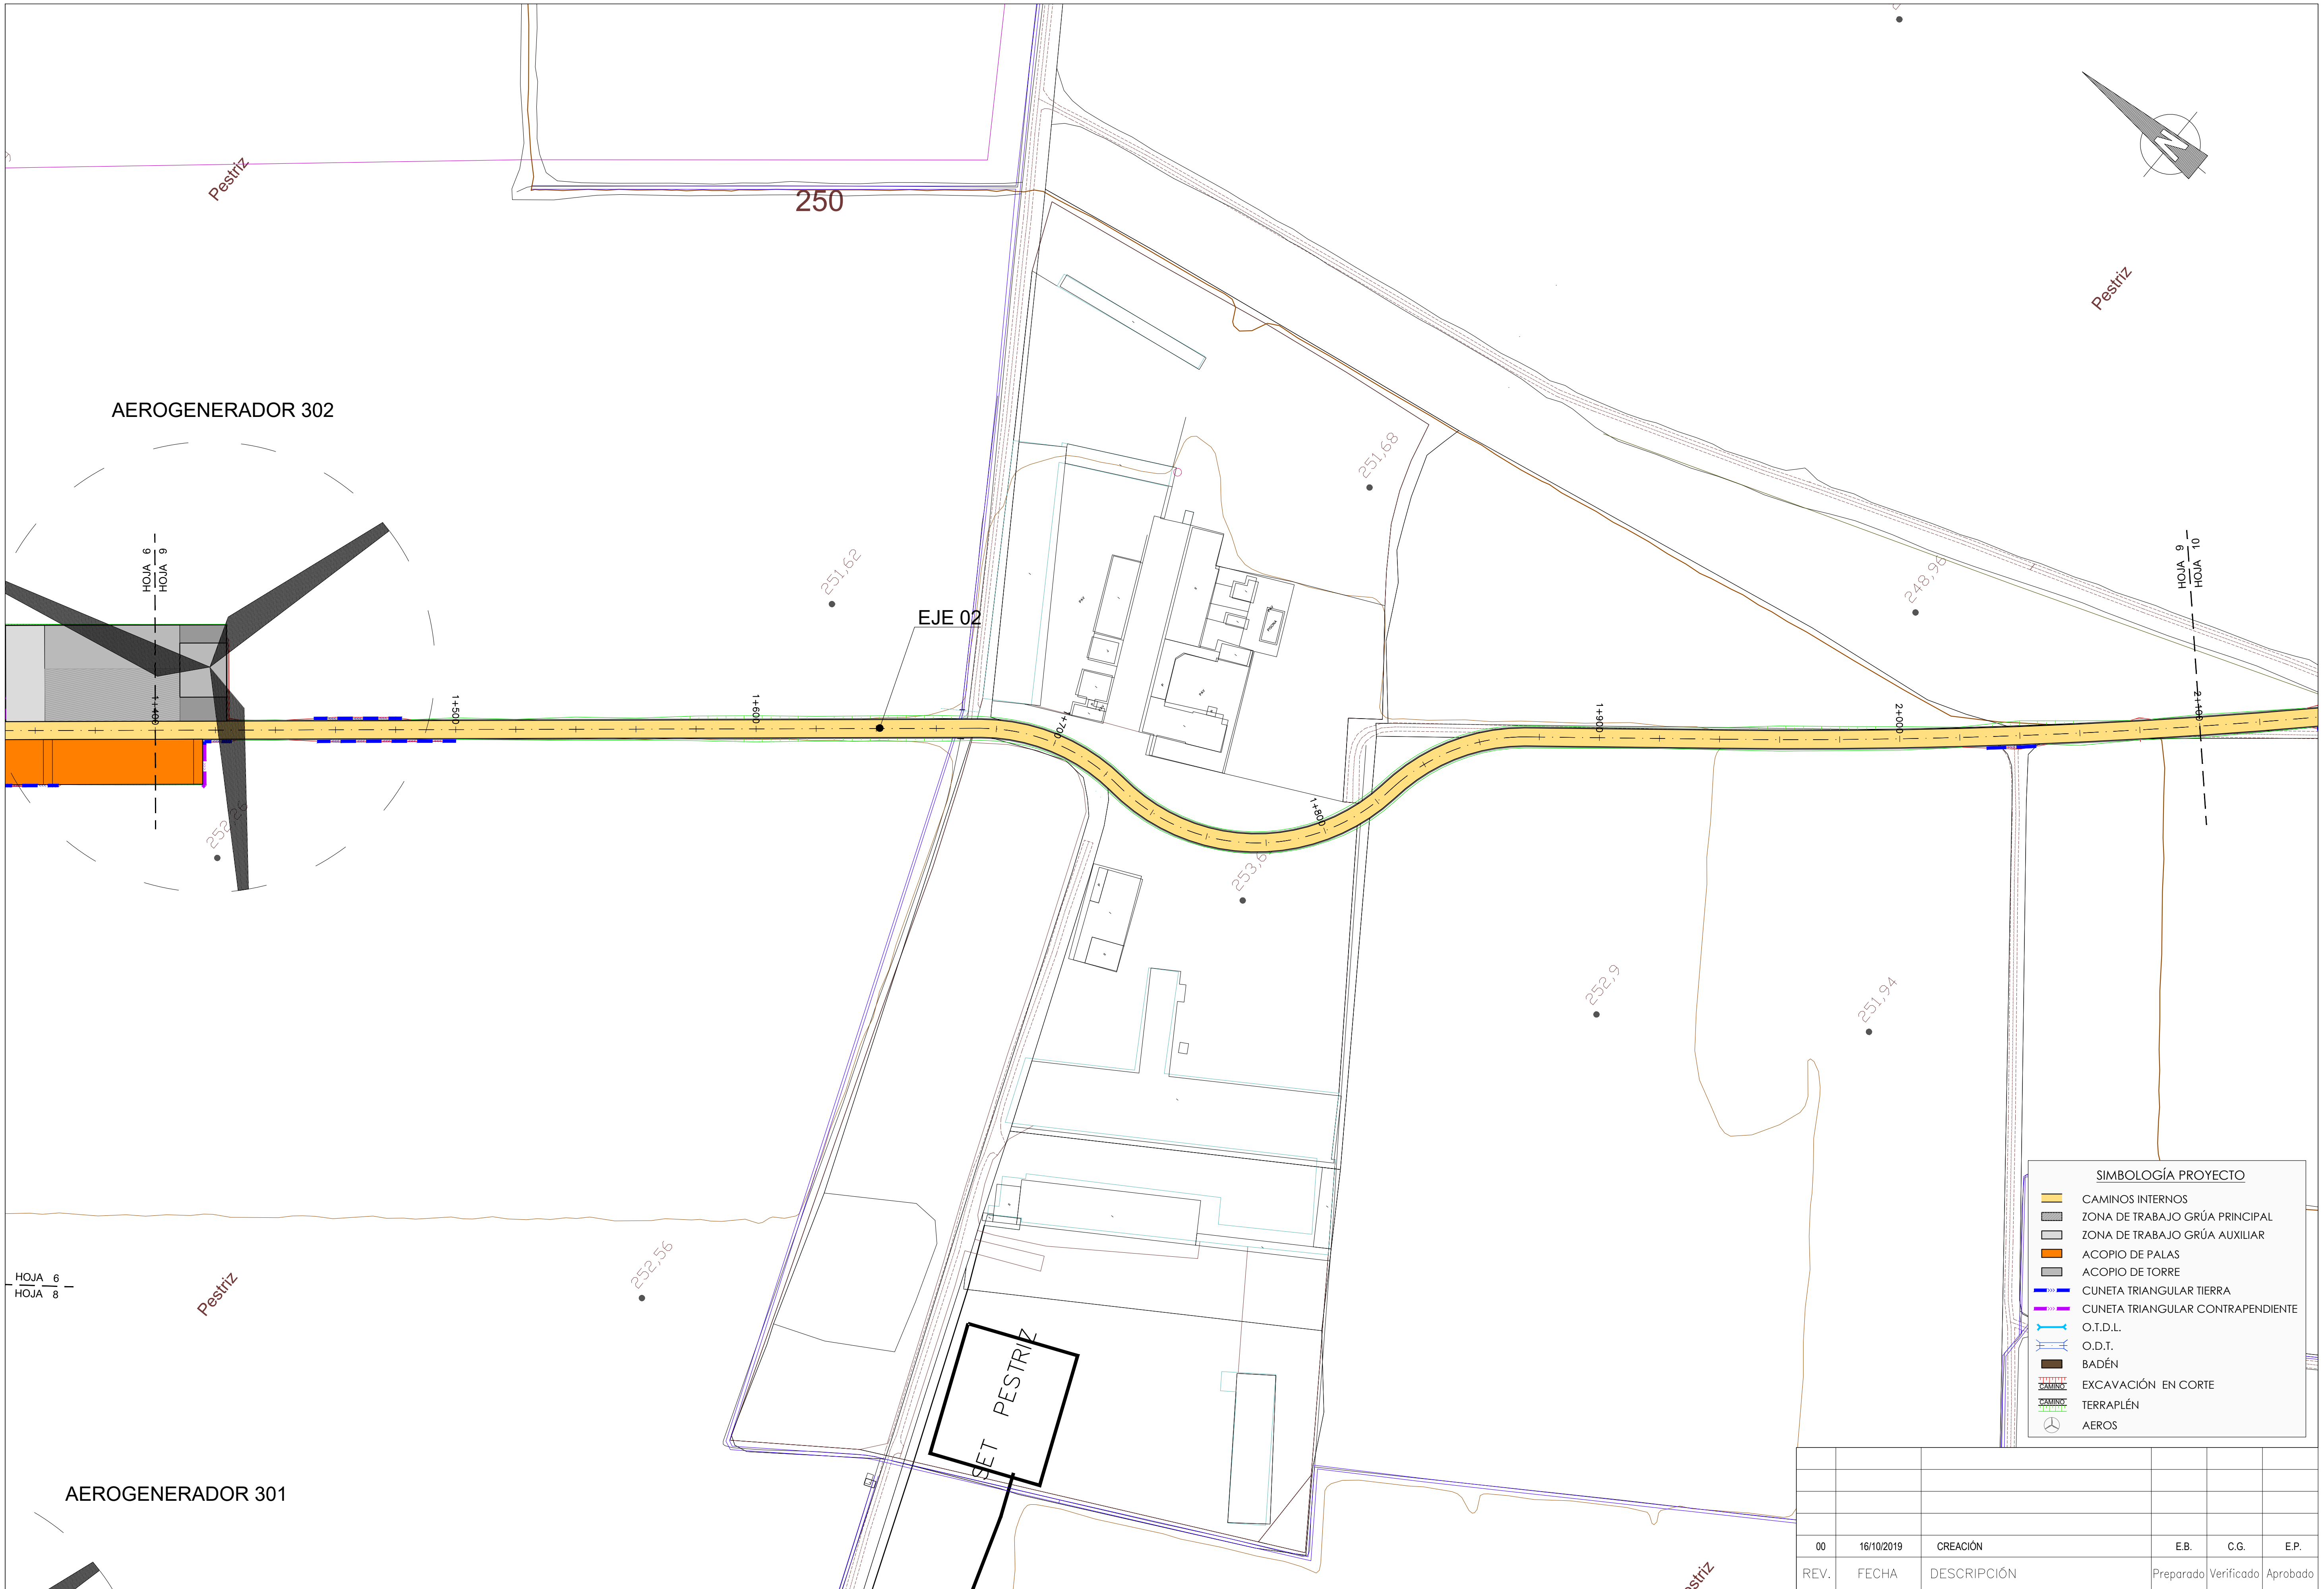 Pestriz
250
Pestriz
AEROGENERADOR 302
251,68
HOJA 6
HOJA 9
251,62
EJE 02
248,96
HOJA 9
HOJA 10
PISCINA
1+400
1+500
1+600
1+700
1+800
1+900
2+000
2+100
252,
253,6
252,9
251,94
252,56
HOJA 6
HOJA 8
Pestriz
SET PESTRIZ
AEROGENERADOR 301
SIMBOLOGÍA PROYECTO
CAMINOS INTERNOS
ZONA DE TRABAJO GRÚA PRINCIPAL
ZONA DE TRABAJO GRÚA AUXILIAR
ACOPIO DE PALAS
ACOPIO DE TORRE
CUNETA TRIANGULAR TIERRA
CUNETA TRIANGULAR CONTRAPENDIENTE
O.T.D.L.
O.D.T.
BADÉN
CAMINO EXCAVACIÓN EN CORTE
CAMINO TERRAPLÉN
AEROS
00 16/10/2019 CREACIÓN E.B. C.G. E.P.
REV. FECHA DESCRIPCIÓN Preparado Verificado Aprobado
N